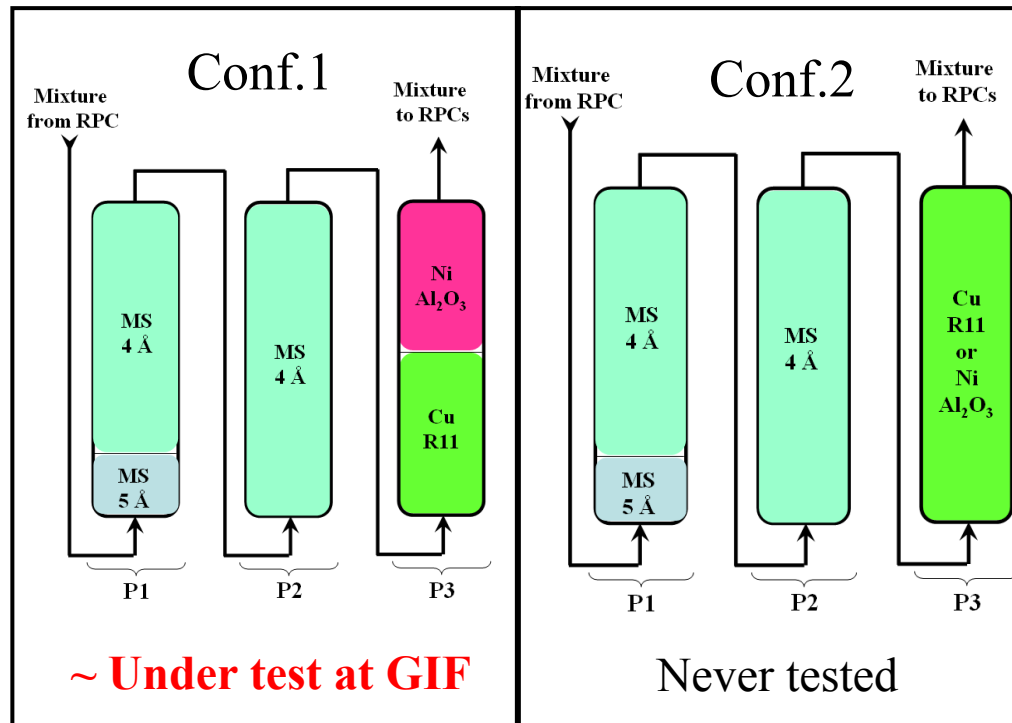 Conf.1
Mixture
from RPC
Mixture
to RPCs
MS
4 Å
MS
5 Å
MS
4 Å
Ni
Al₂O₃
Cu
R11
P1
P2
P3
~ Under test at GIF
Conf.2
Mixture
from RPC
Mixture
to RPCs
MS
4 Å
MS
5 Å
MS
4 Å
Cu
R11
or
Ni
Al₂O₃
P1
P2
P3
Never tested